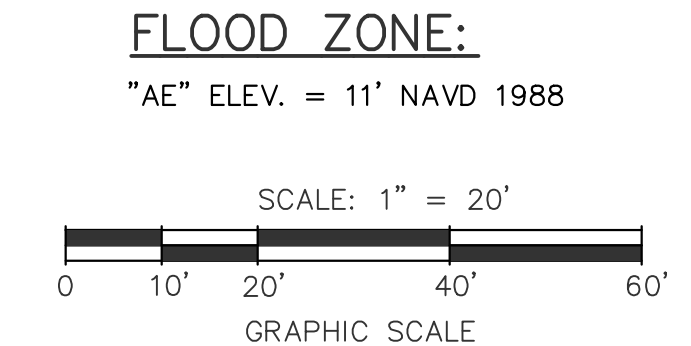 FLOOD ZONE:
"AE" ELEV. = 11' NAVD 1988
SCALE: 1" = 20'
0 10' 20' 40' 60'
GRAPHIC SCALE